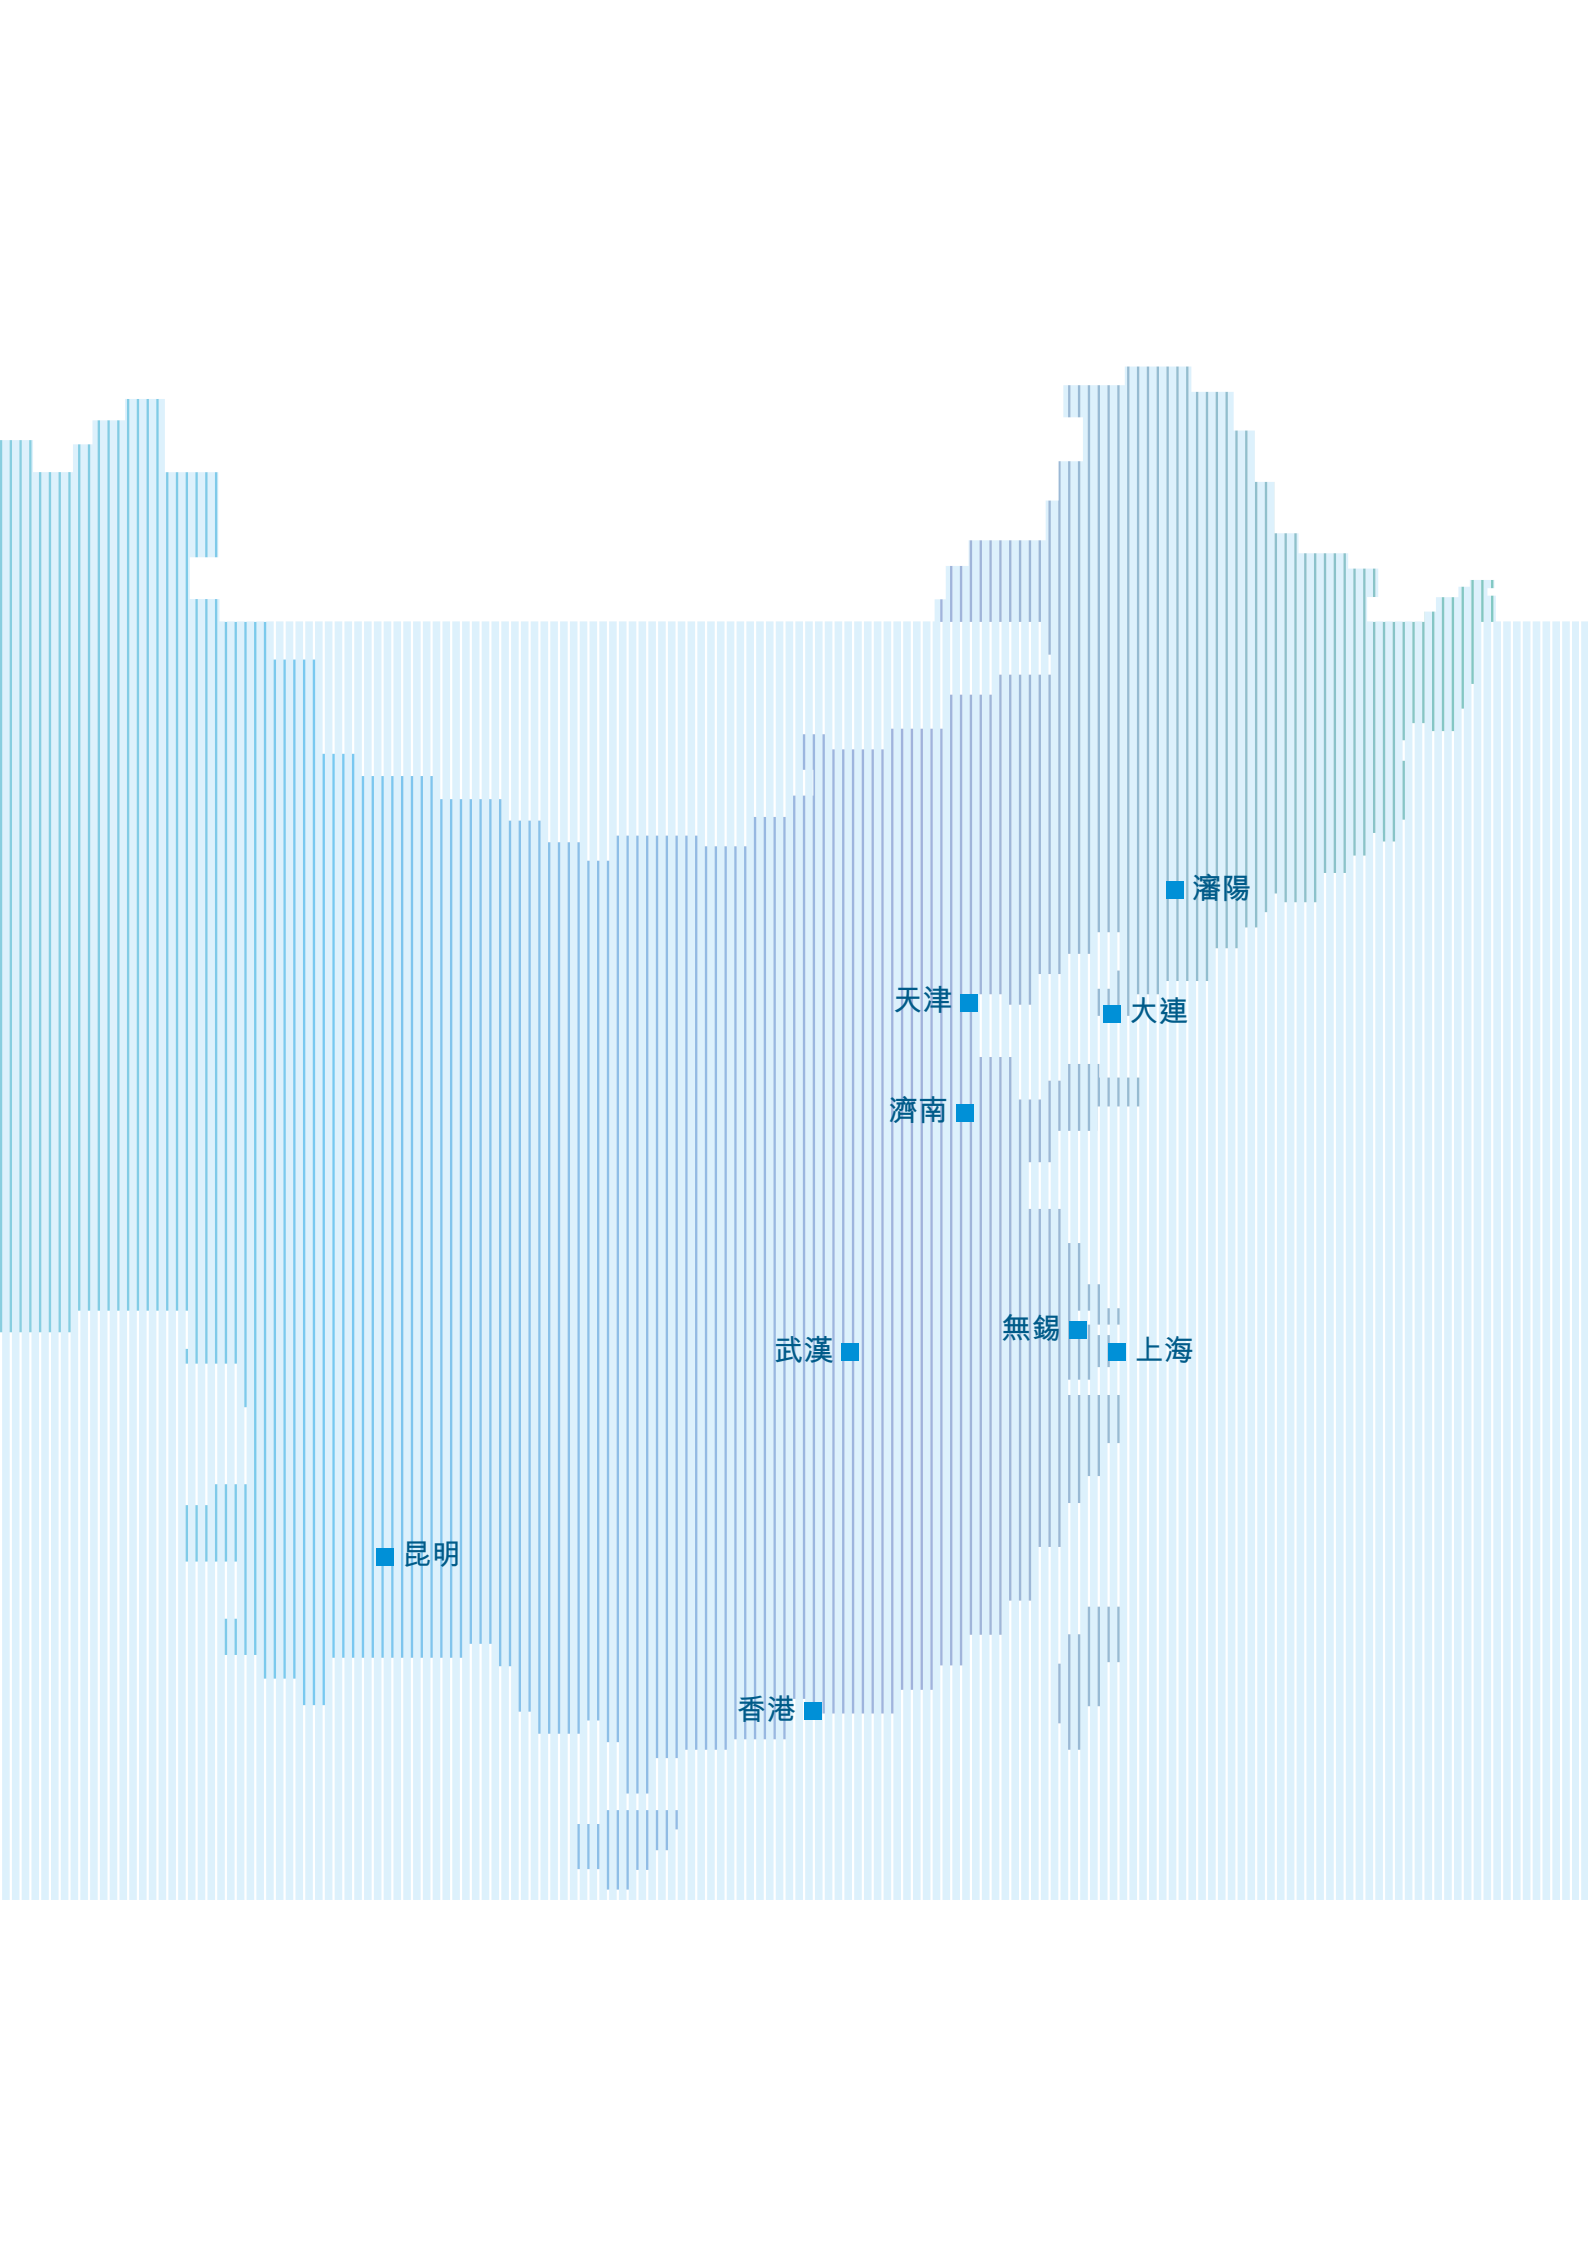 瀋陽
天津
大連
濟南
無錫
武漢
上海
昆明
香港